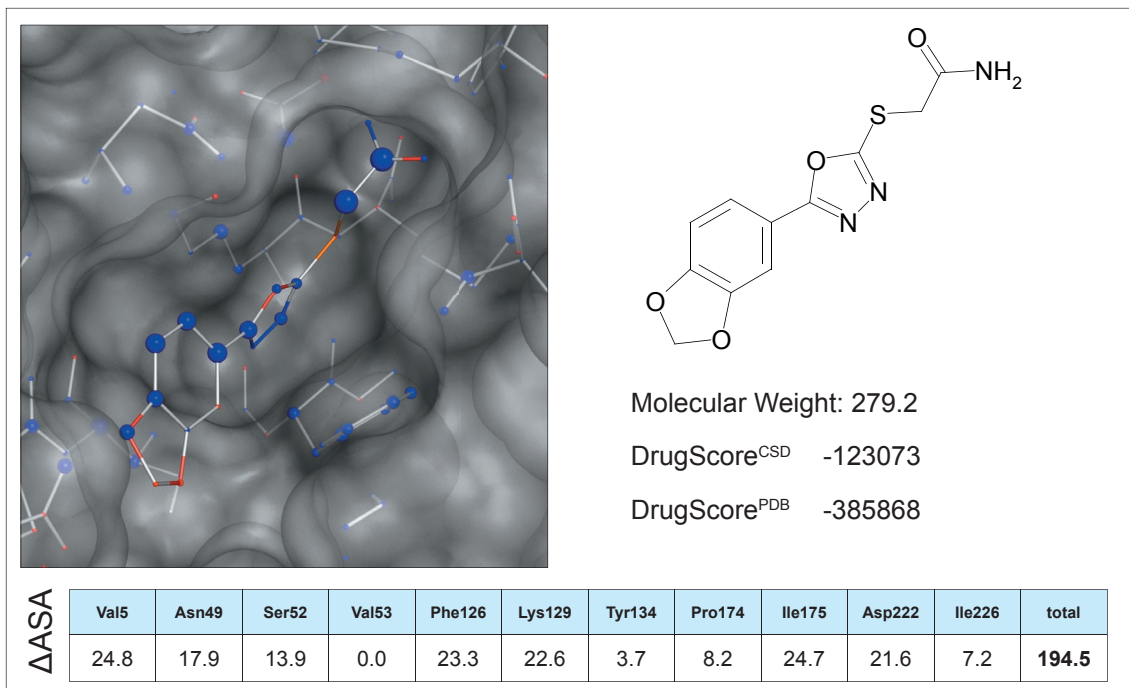 O
NH2
S
O
N
N
O
O
Molecular Weight: 279.2
DrugScoreCSD -123073
DrugScorePDB -385868
ΔASA
Val5 Asn49 Ser52 Val53 Phe126 Lys129 Tyr134 Pro174 Ile175 Asp222 Ile226 total
24.8 17.9 13.9 0.0 23.3 22.6 3.7 8.2 24.7 21.6 7.2 194.5